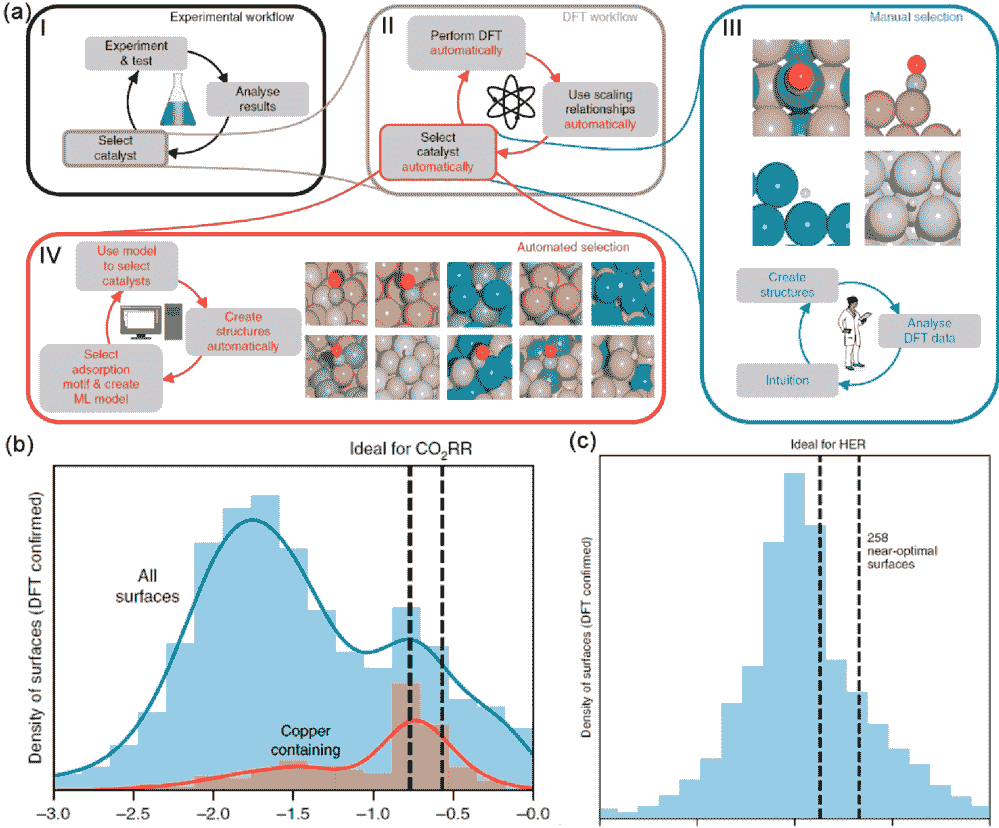 (a)
I
Experimental workflow
Experiment
& test
Analyse
results
Select
catalyst
II
DFT workflow
Perform DFT
automatically
Use scaling
relationships
automatically
Select
catalyst
automatically
III
Manual selection
Create
structures
Analyse
DFT data
Intuition
IV
Automated selection
Use model
to select
catalysts
Create
structures
automatically
Select
adsorption
motif & create
ML model
(b)
Ideal for CO₂RR
Density of surfaces (DFT confirmed)
All
surfaces
Copper
containing
−3.0 −2.5 −2.0 −1.5 −1.0 −0.5 0.0
(c)
Ideal for HER
Density of surfaces (DFT confirmed)
258
near-optimal
surfaces